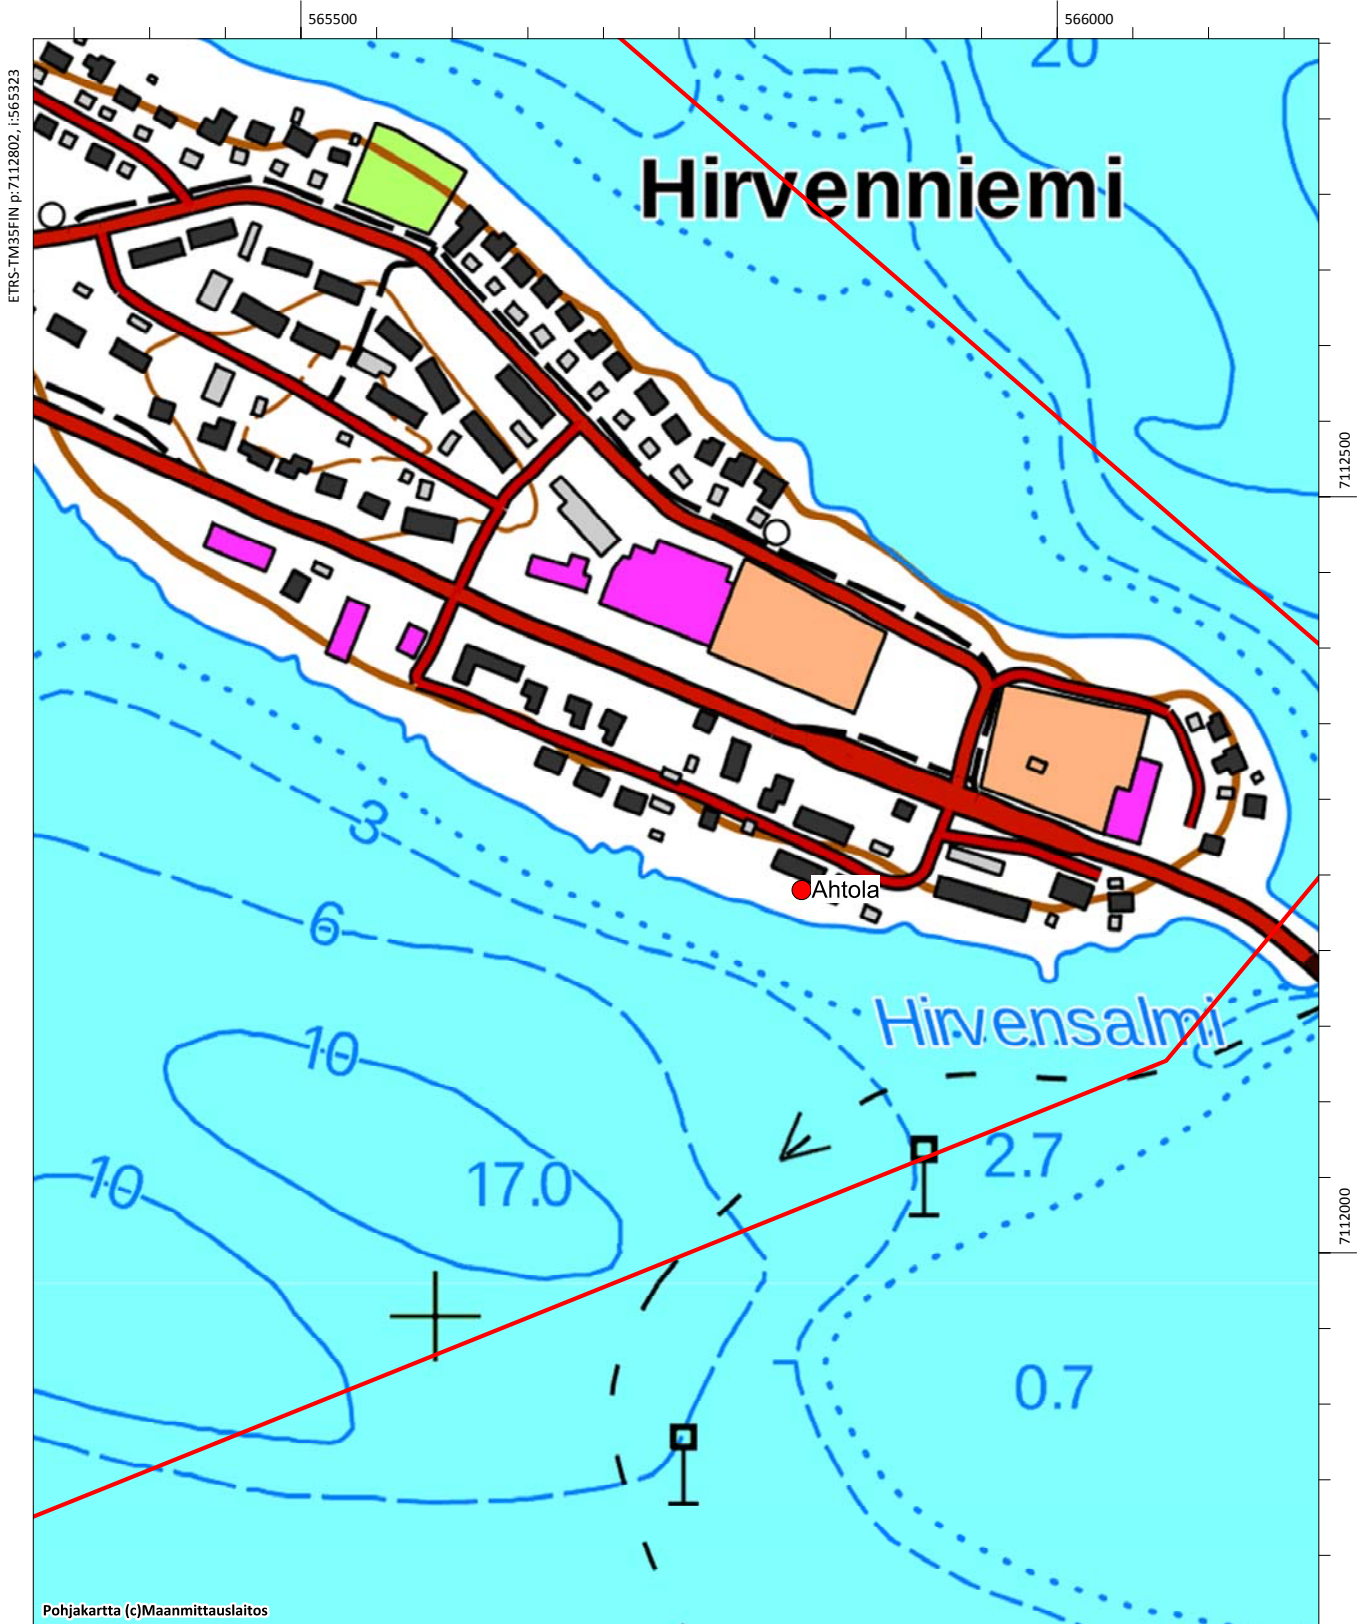 565500
566000
ETRS-TM35FIN p:7112802, i:565323
20
Hirvenniemi
7112500
3
Ahtola
6
Hirvensalmi
10
2.7
10
17.0
7112000
0.7
Pohjakartta (c)Maanmittauslaitos